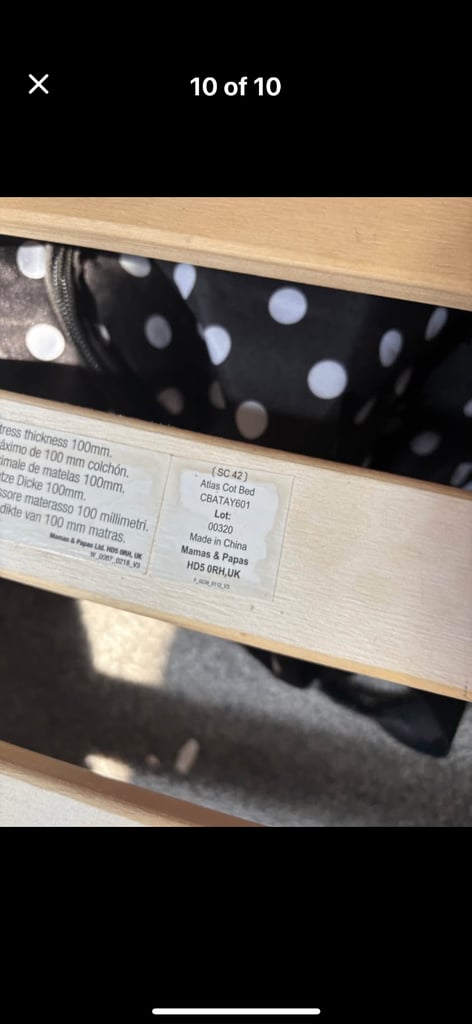 10 of 10
tress thickness 100mm.
áximo de 100 mm colchón.
ximale de matelas 100mm.
tze Dicke 100mm.
ssore materasso 100 millimetri.
dikte van 100 mm matras.
Mamas & Papas Ltd. HD5 0RH, UK
W_0087_0218_V3
( SC 42 )
Atlas Cot Bed
CBATAY601
Lot:
00320
Made in China
Mamas & Papas
HD5 0RH,UK